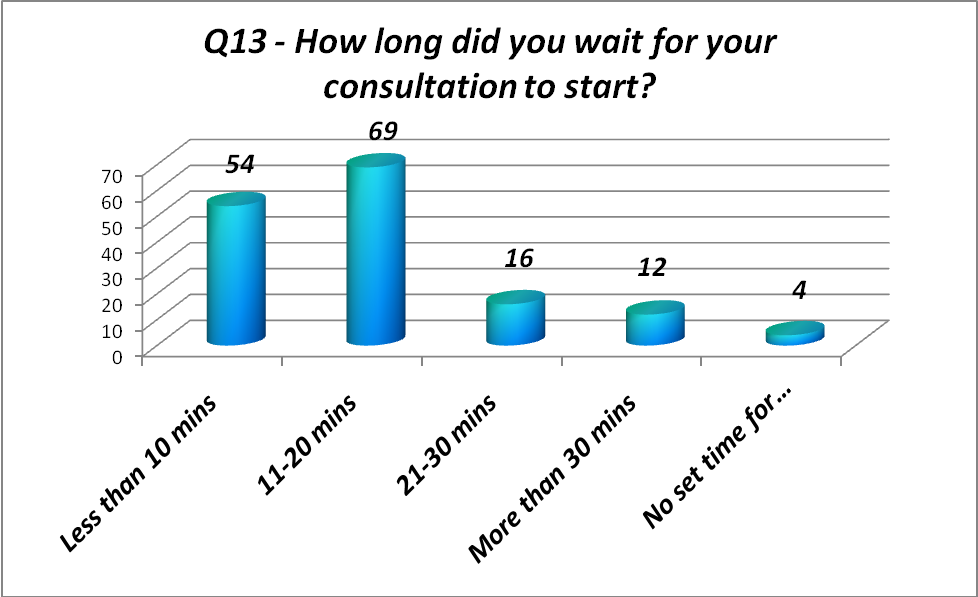 Q13 - How long did you wait for your
consultation to start?
69
54
16
12
4
70
60
50
40
30
20
10
0
Less than 10 mins
11-20 mins
21-30 mins
More than 30 mins
No set time for...